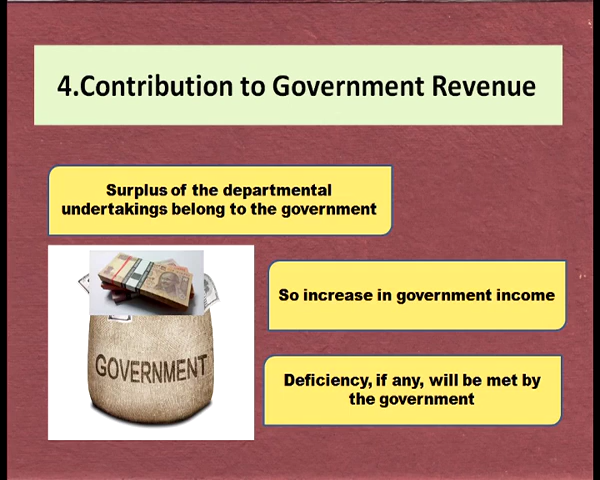 4.Contribution to Government Revenue
Surplus of the departmental
undertakings belong to the government
So increase in government income
GOVERNMENT
Deficiency, if any, will be met by
the government